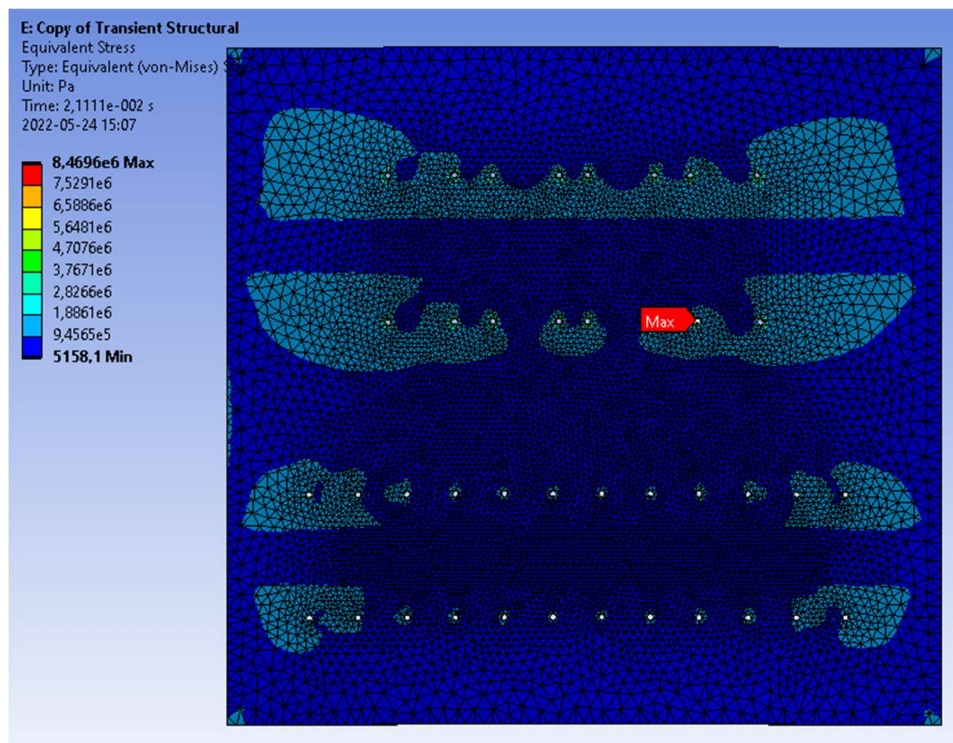 E: Copy of Transient Structural
Equivalent Stress
Type: Equivalent (von-Mises) S
Unit: Pa
Time: 2,1111e-002 s
2022-05-24 15:07
8,4696e6 Max
7,5291e6
6,5886e6
5,6481e6
4,7076e6
3,7671e6
2,8266e6
1,8861e6
9,4565e5
5158,1 Min
Max